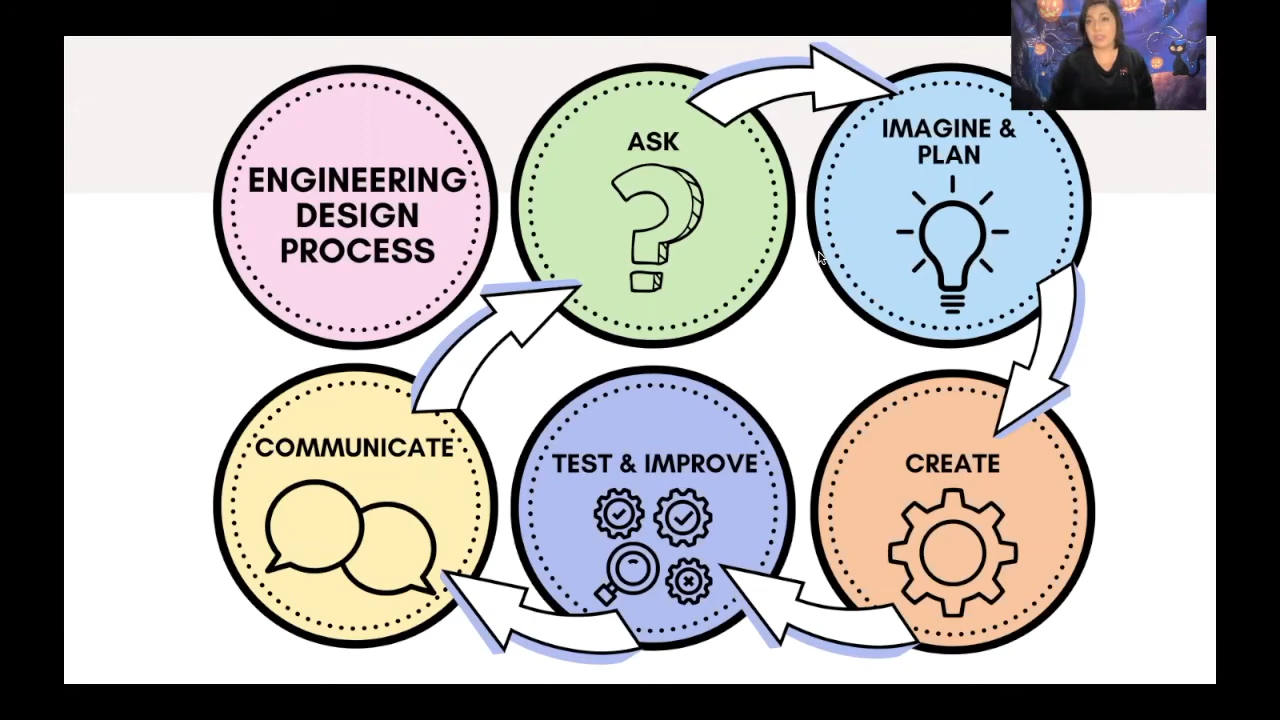 ENGINEERING
DESIGN
PROCESS
ASK
IMAGINE &
PLAN
COMMUNICATE
TEST & IMPROVE
CREATE